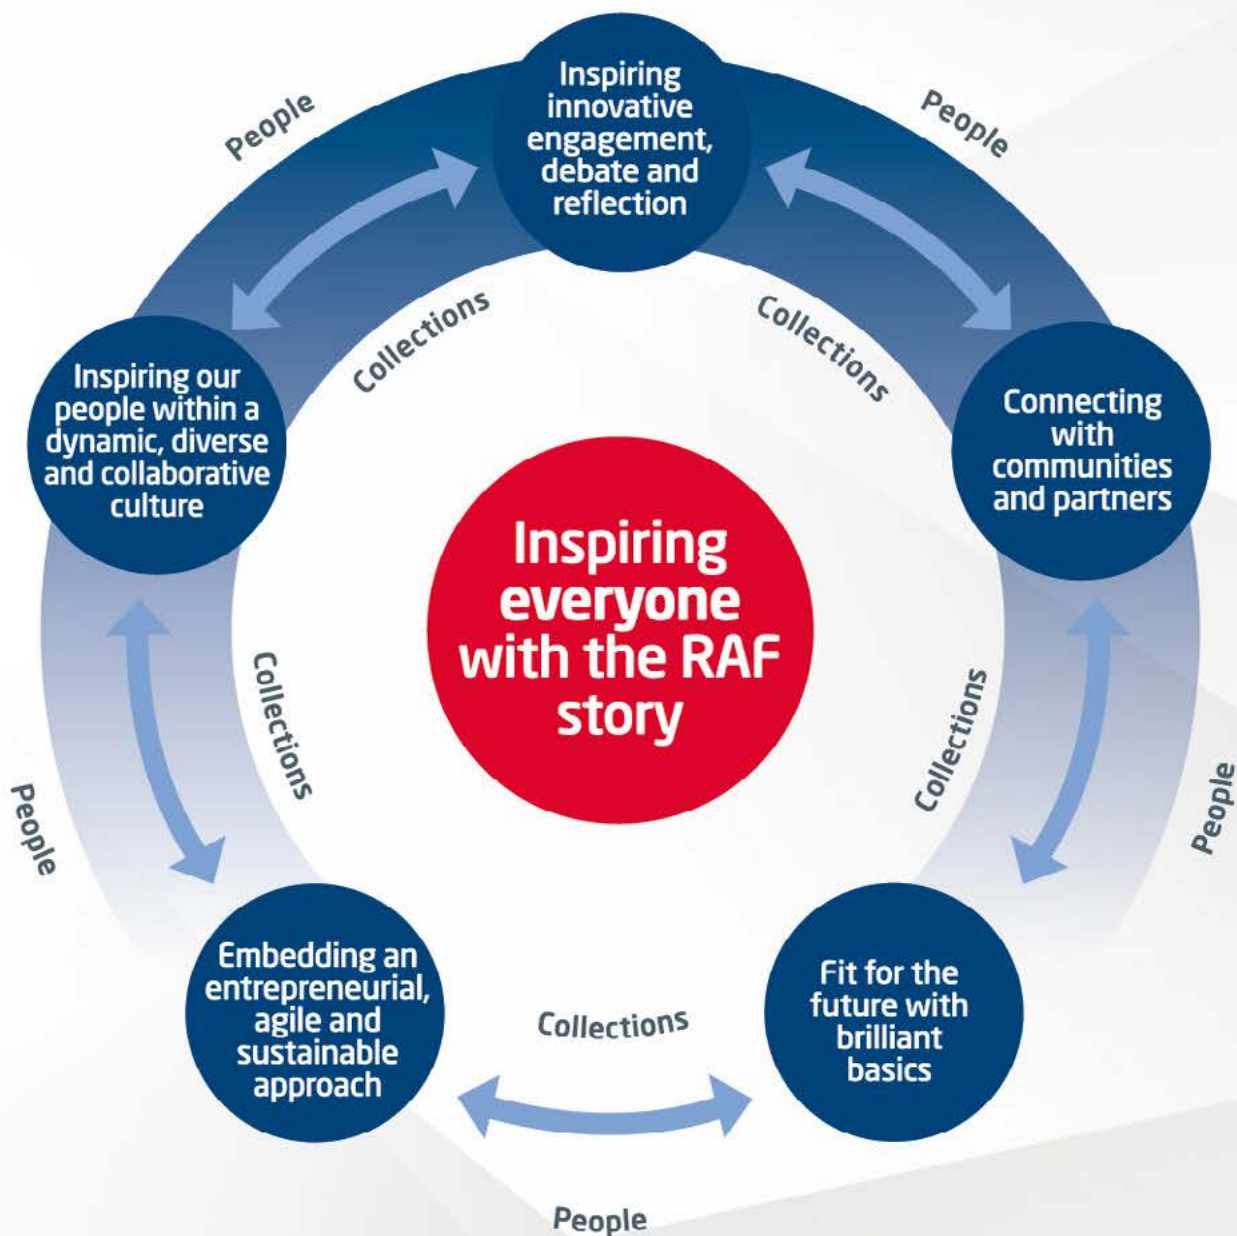 Inspiring
innovative
engagement,
debate and
reflection
People
People
Collections
Collections
Inspiring our
people within a
dynamic, diverse
and collaborative
culture
Connecting
with
communities
and partners
Inspiring
everyone
with the RAF
story
Collections
Collections
People
People
Embedding an
entrepreneurial,
agile and
sustainable
approach
Collections
Fit for the
future with
brilliant
basics
People